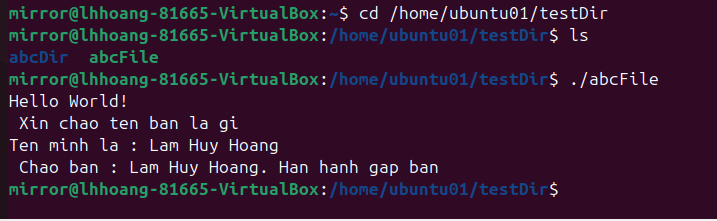 mirror@lhhoang-81665-VirtualBox:~$ cd /home/ubuntu01/testDir
mirror@lhhoang-81665-VirtualBox:/home/ubuntu01/testDir$ ls
abcDir  abcFile
mirror@lhhoang-81665-VirtualBox:/home/ubuntu01/testDir$ ./abcFile
Hello World!
 Xin chao ten ban la gi
Ten minh la : Lam Huy Hoang
 Chao ban : Lam Huy Hoang. Han hanh gap ban
mirror@lhhoang-81665-VirtualBox:/home/ubuntu01/testDir$